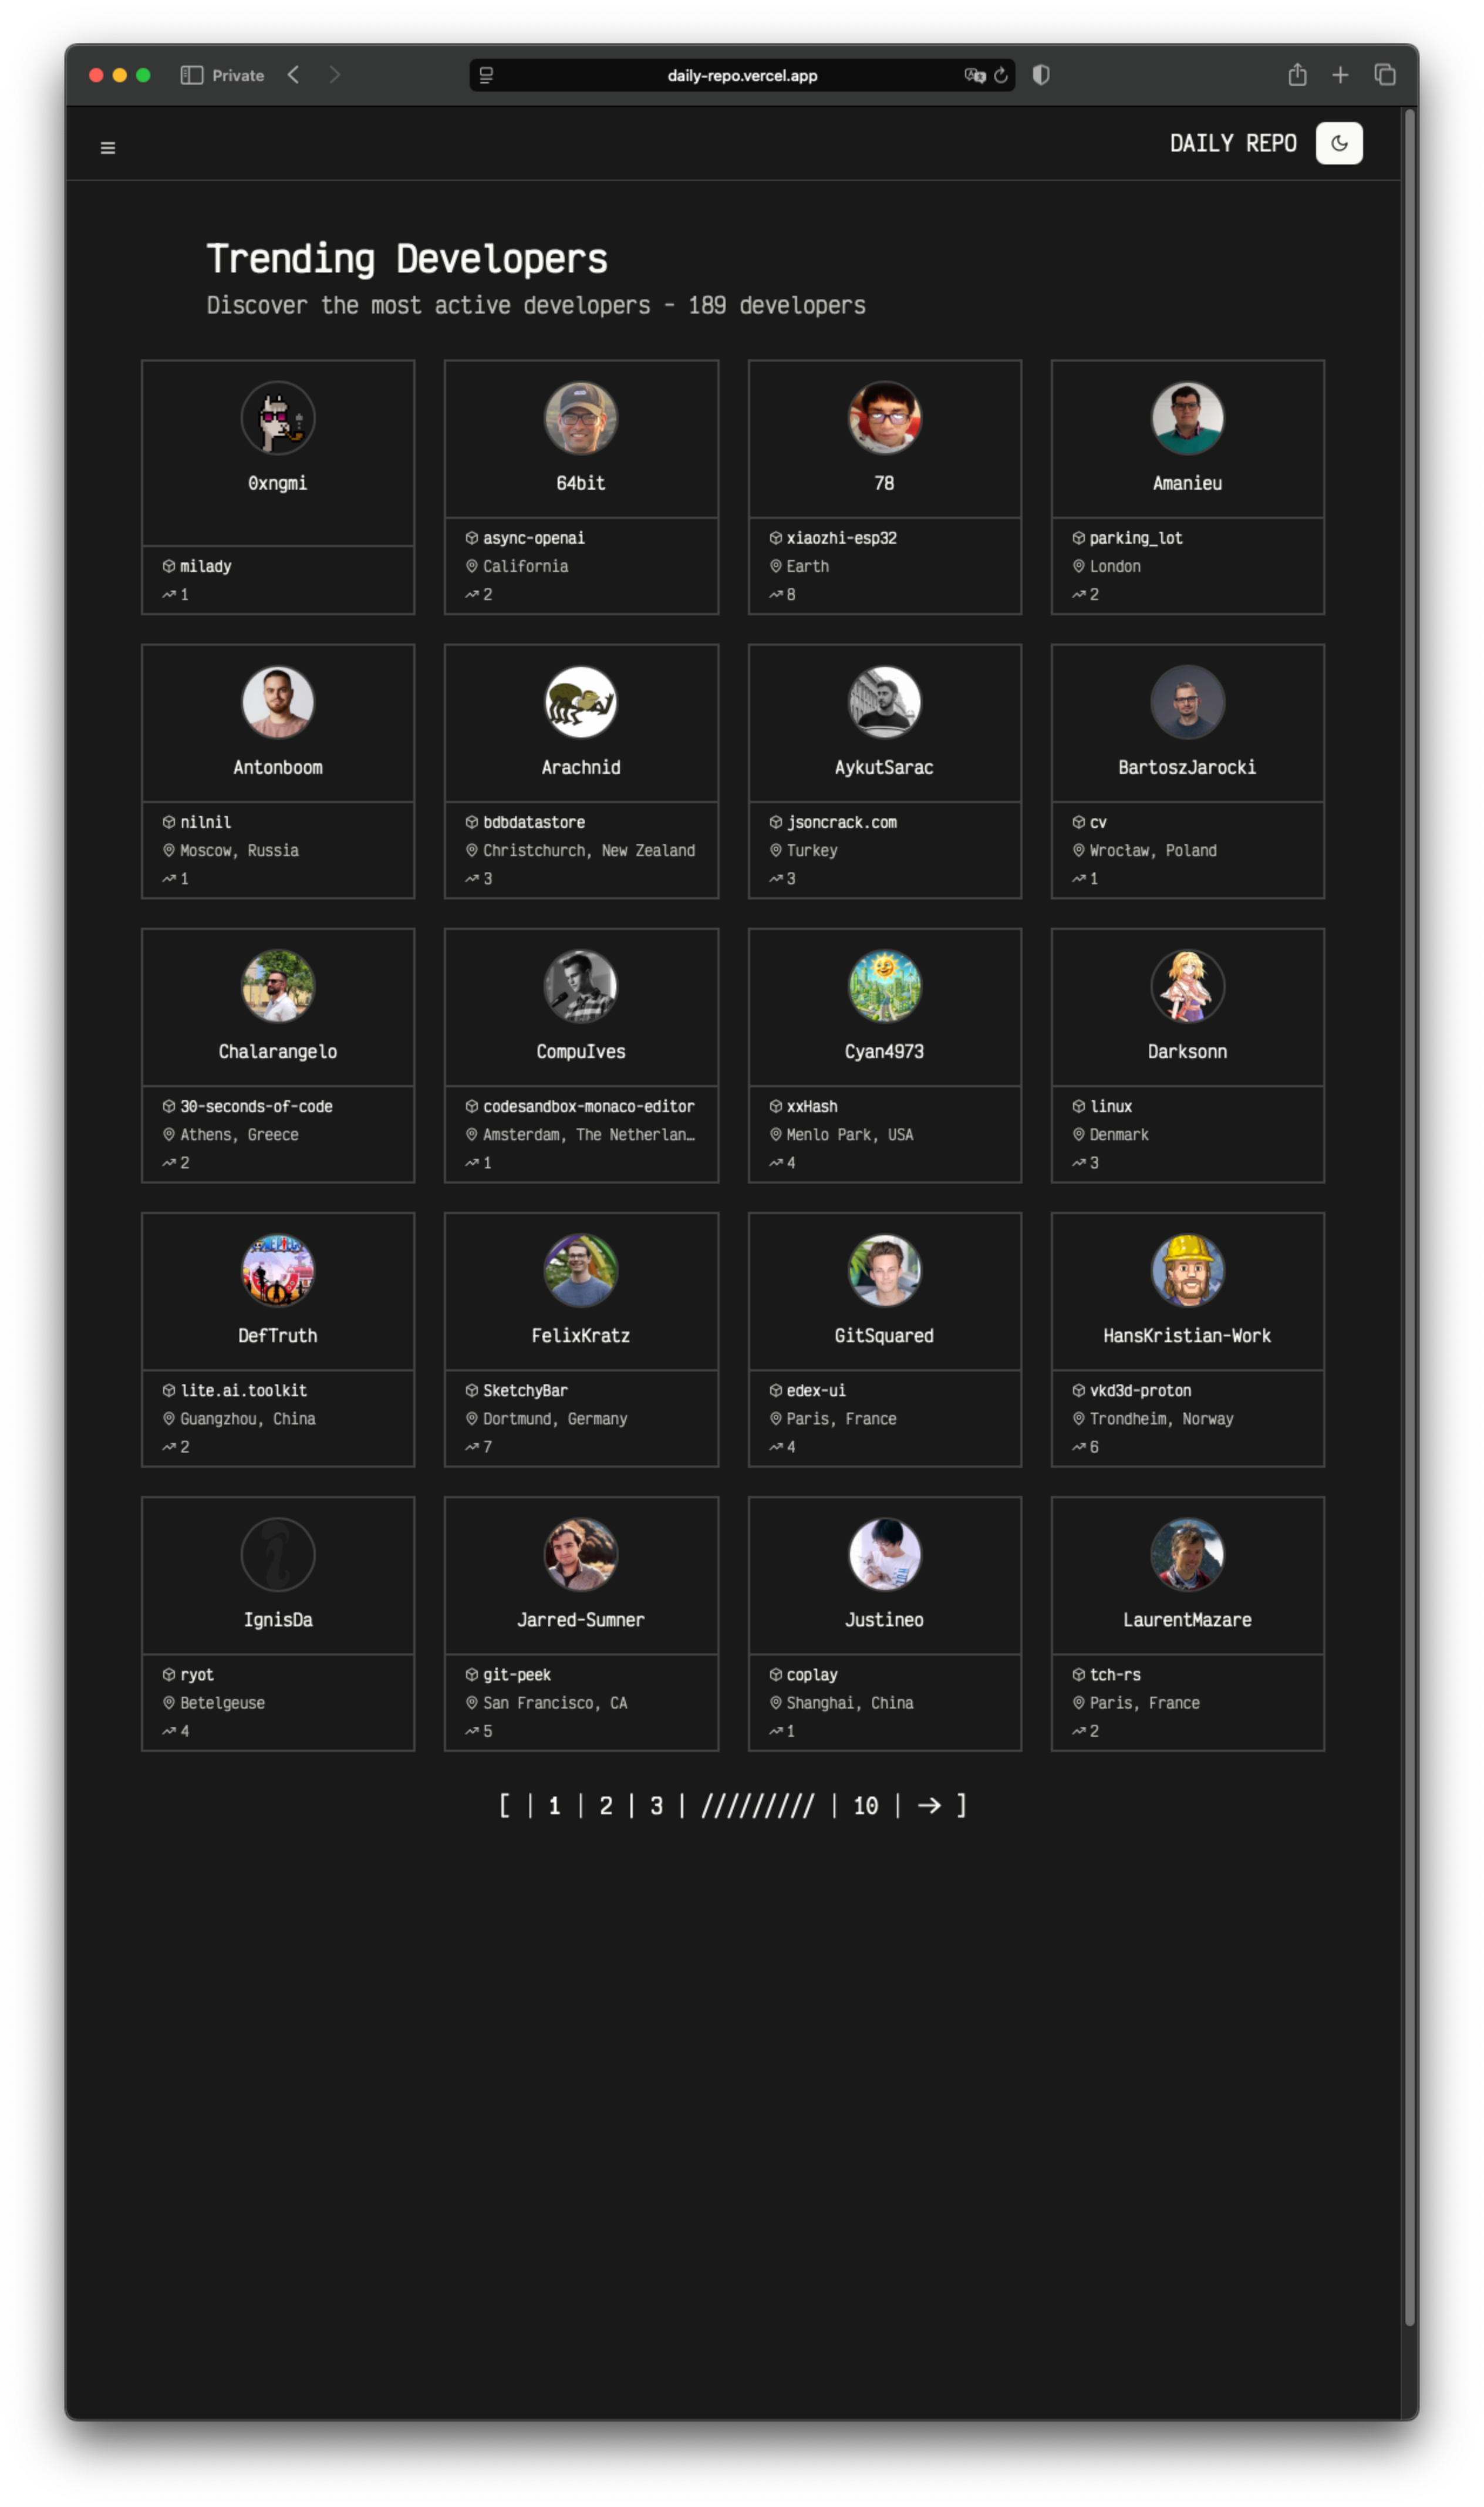 Private
daily-repo.vercel.app
DAILY REPO
Trending Developers
Discover the most active developers - 189 developers
0xngmi
milady
1
64bit
async-openai
California
2
78
xiaozhi-esp32
Earth
8
Amanieu
parking_lot
London
2
Antonboom
nilnil
Moscow, Russia
1
Arachnid
bdbdatastore
Christchurch, New Zealand
3
AykutSarac
jsoncrack.com
Turkey
3
BartoszJarocki
cv
Wrocław, Poland
1
Chalarangelo
30-seconds-of-code
Athens, Greece
2
CompuIves
codesandbox-monaco-editor
Amsterdam, The Netherlan…
1
Cyan4973
xxHash
Menlo Park, USA
4
Darksonn
linux
Denmark
3
DefTruth
lite.ai.toolkit
Guangzhou, China
2
FelixKratz
SketchyBar
Dortmund, Germany
7
GitSquared
edex-ui
Paris, France
4
HansKristian-Work
vkd3d-proton
Trondheim, Norway
6
IgnisDa
ryot
Betelgeuse
4
Jarred-Sumner
git-peek
San Francisco, CA
5
Justineo
coplay
Shanghai, China
1
LaurentMazare
tch-rs
Paris, France
2
[ | 1 | 2 | 3 | ///////// | 10 | → ]